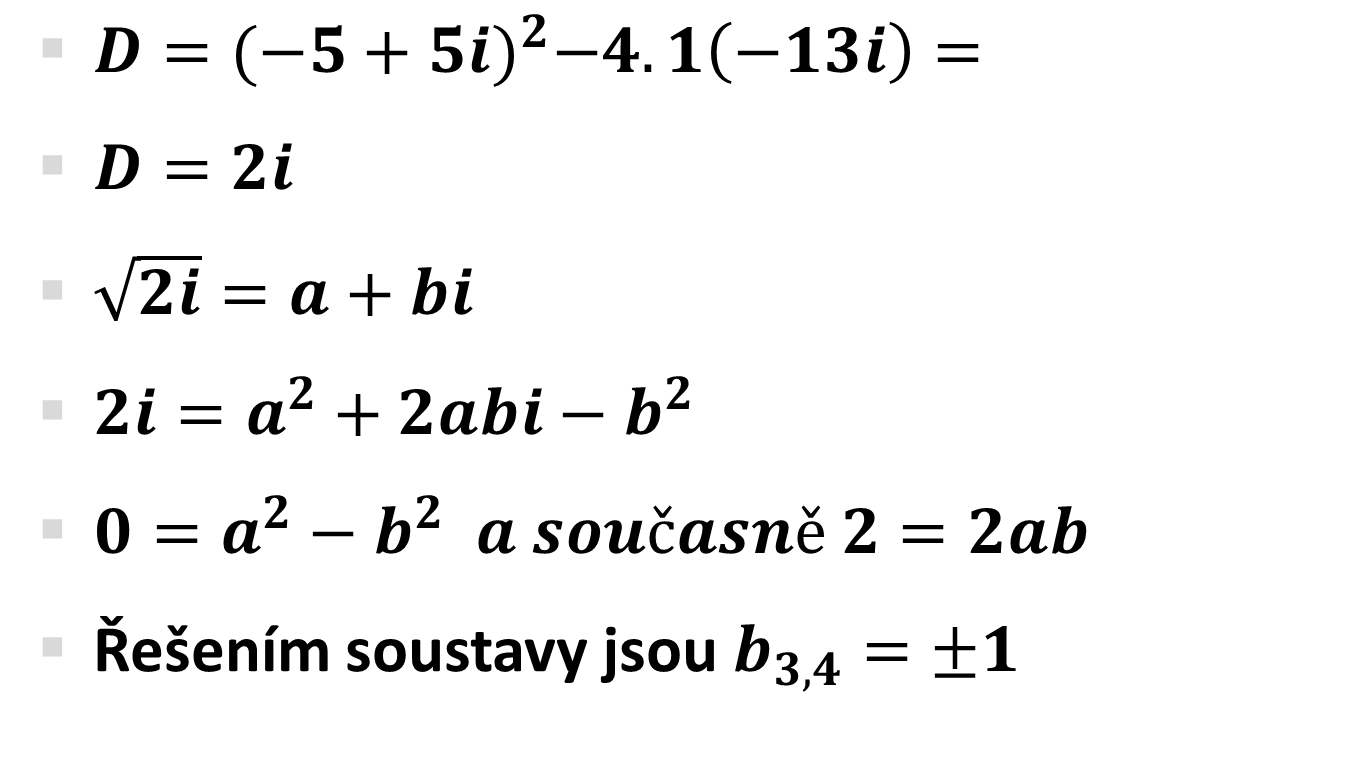 D = (−5 + 5i)²−4. 1(−13i) =
D = 2i
√2i = a + bi
2i = a² + 2abi − b²
0 = a² − b² a současně 2 = 2ab
Řešením soustavy jsou b₃,₄ = ±1